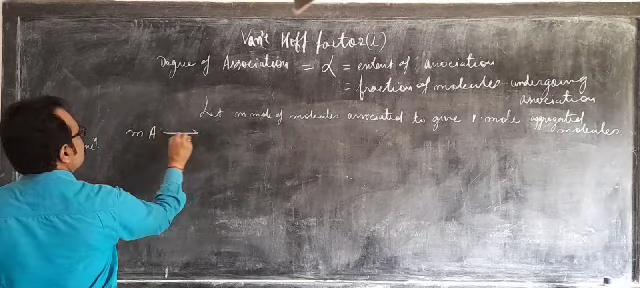 Van't Hoff factor (i)
Degree of Association = α = extent of association
= fraction of molecules undergoing
association
Let n mole of molecules associated to give 1 mole aggregated
molecules
n A →